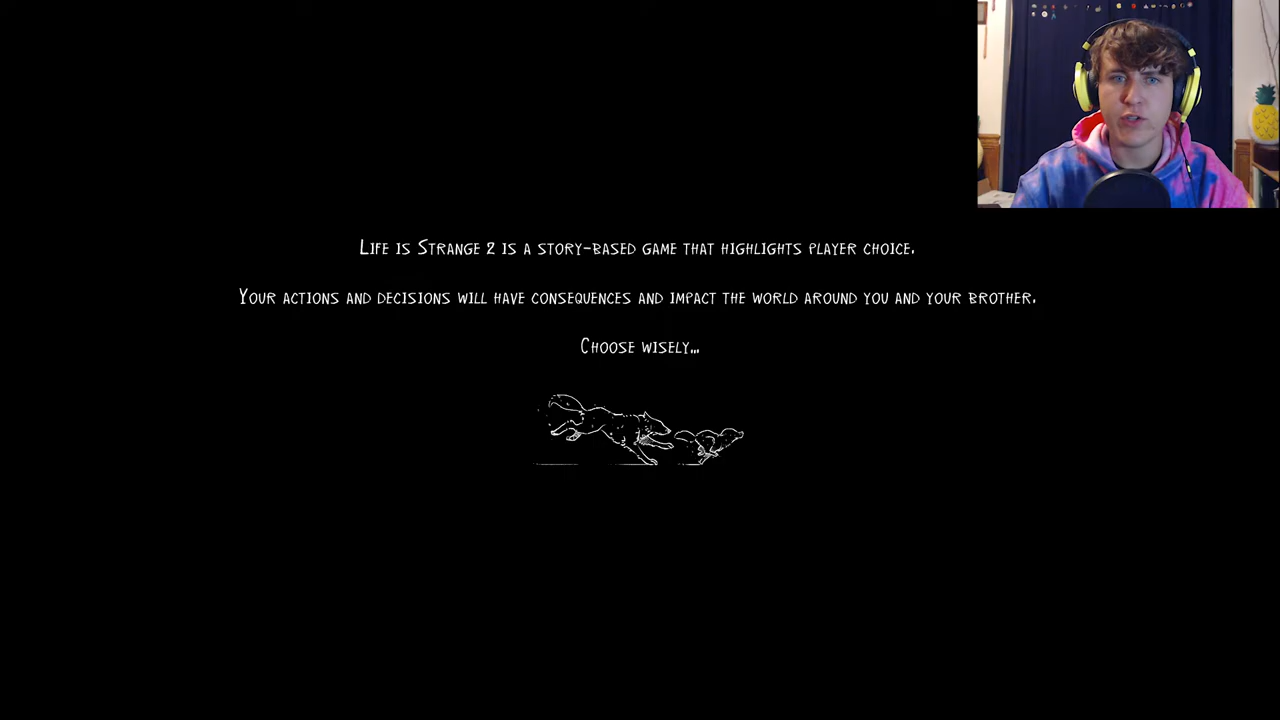 Life is Strange 2 is a story-based game that highlights player choice.
Your actions and decisions will have consequences and impact the world around you and your brother.
Choose wisely...